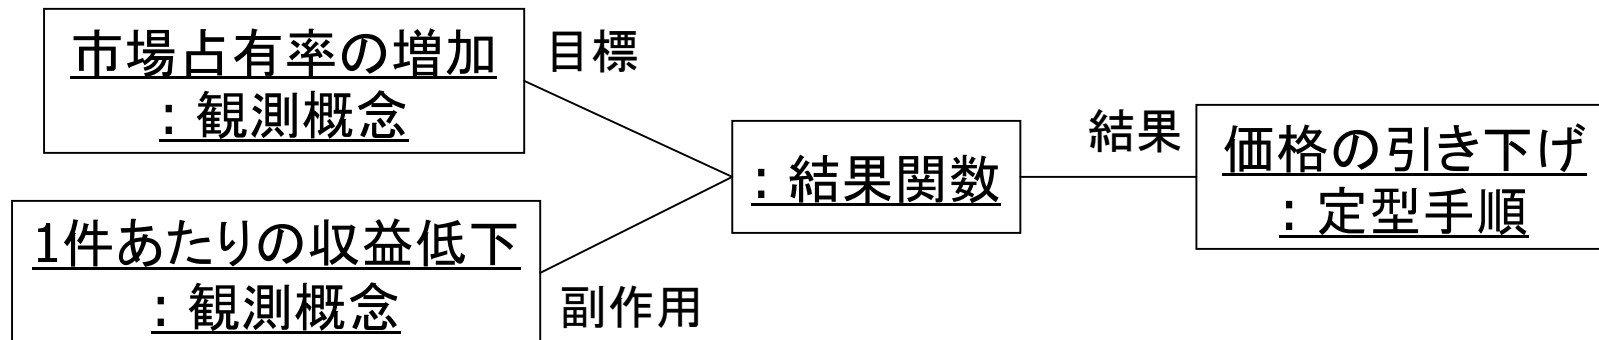 市場占有率の増加
:観測概念
目標
1件あたりの収益低下
:観測概念
副作用
:結果関数
結果
価格の引き下げ
:定型手順